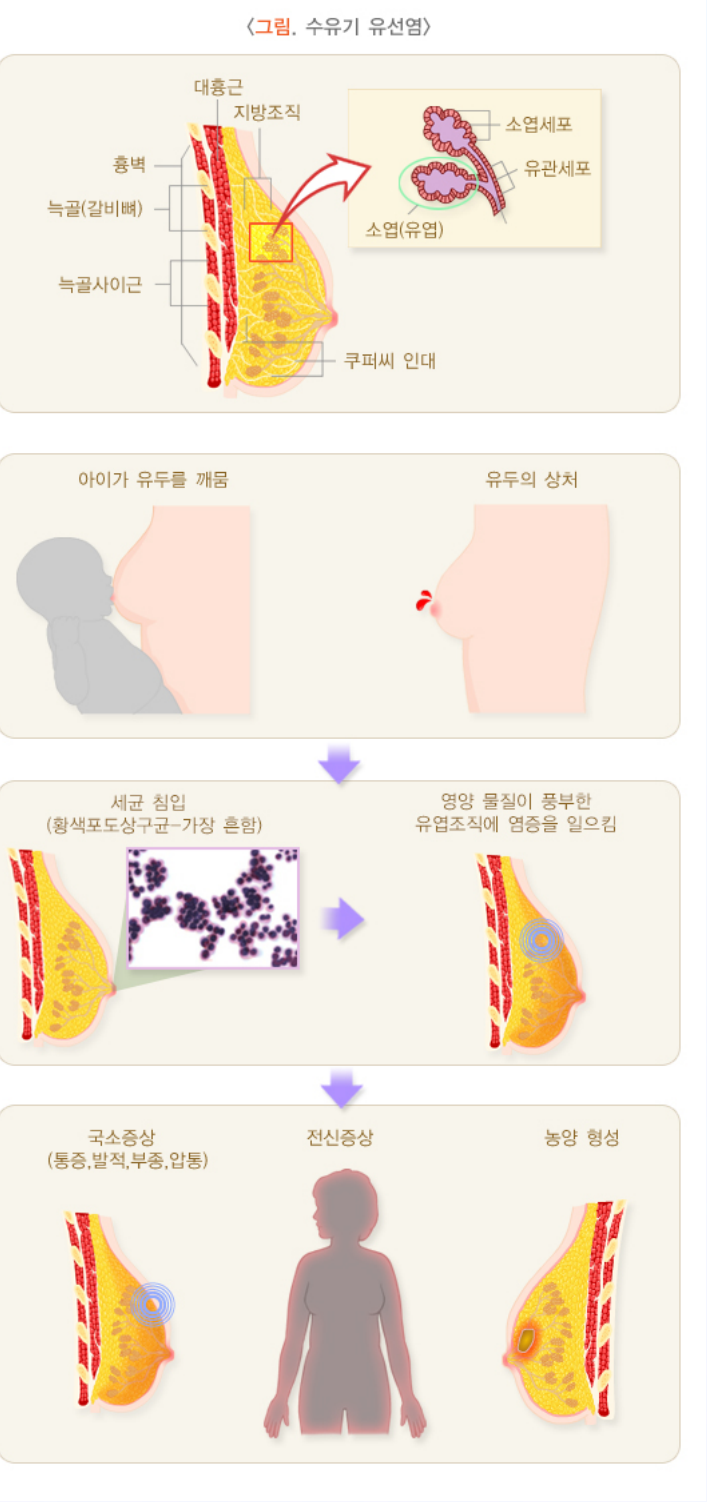 <그림. 수유기 유선염>
대흉근
지방조직
흉벽
늑골(갈비뼈)
늑골사이근
소엽세포
유관세포
소엽(유엽)
쿠퍼씨 인대
아이가 유두를 깨뭄
유두의 상처
세균 침입
(황색포도상구균-가장 흔함)
영양 물질이 풍부한
유엽조직에 염증을 일으킴
국소증상
(통증,발적,부종,압통)
전신증상
농양 형성